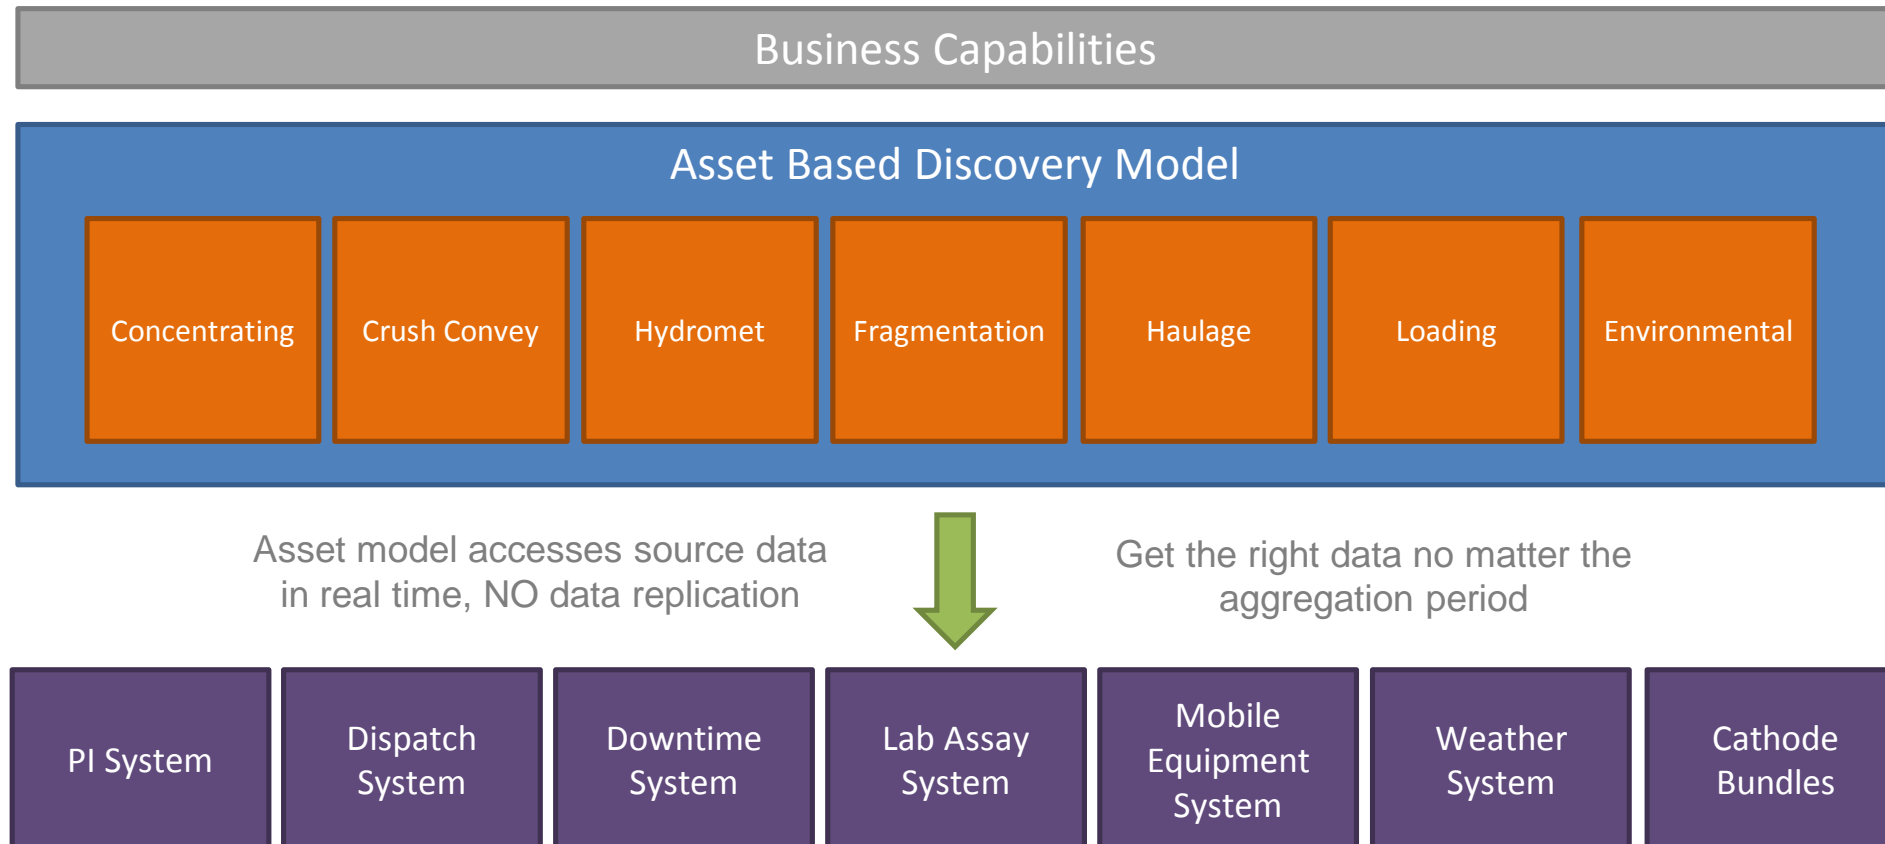 Business Capabilities
Asset Based Discovery Model
Concentrating
Crush Convey
Hydromet
Fragmentation
Haulage
Loading
Environmental
Asset model accesses source data
in real time, NO data replication
Get the right data no matter the
aggregation period
PI System
Dispatch
System
Downtime
System
Lab Assay
System
Mobile
Equipment
System
Weather
System
Cathode
Bundles